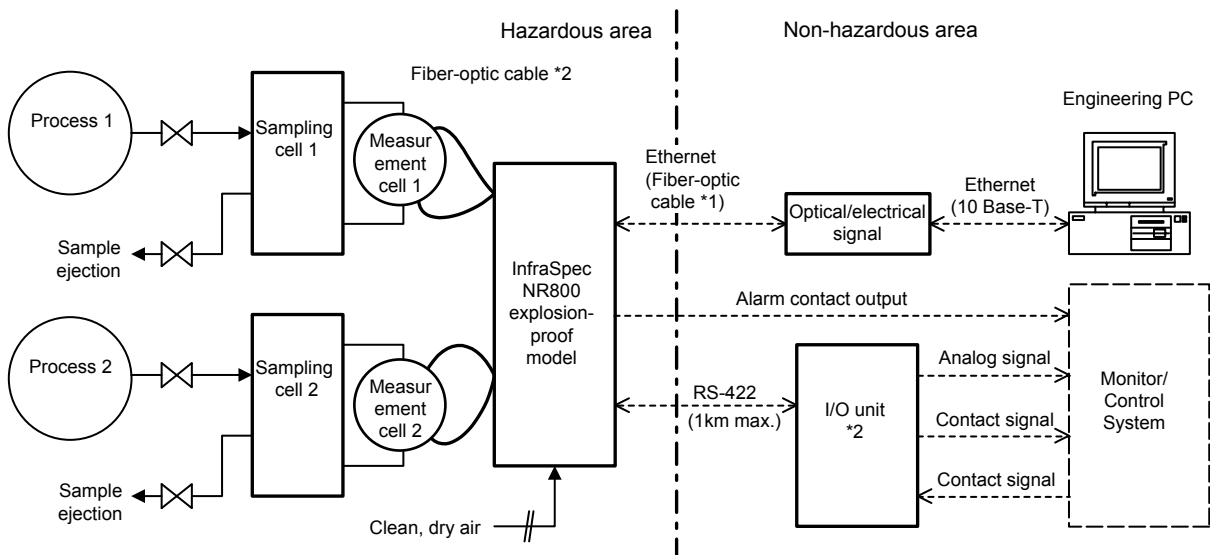 Hazardous area
Non-hazardous area
Fiber-optic cable *2
Engineering PC
Process 1
Sampling
cell 1
Measur
ement
cell 1
Ethernet
(Fiber-optic
cable *1)
Optical/electrical
signal
Ethernet
(10 Base-T)
Sample
ejection
InfraSpec
NR800
explosion-
proof
model
Alarm contact output
Process 2
Sampling
cell 2
Measur
ement
cell 2
RS-422
(1km max.)
I/O unit
*2
Analog signal
Contact signal
Contact signal
Monitor/
Control
System
Sample
ejection
Clean, dry air